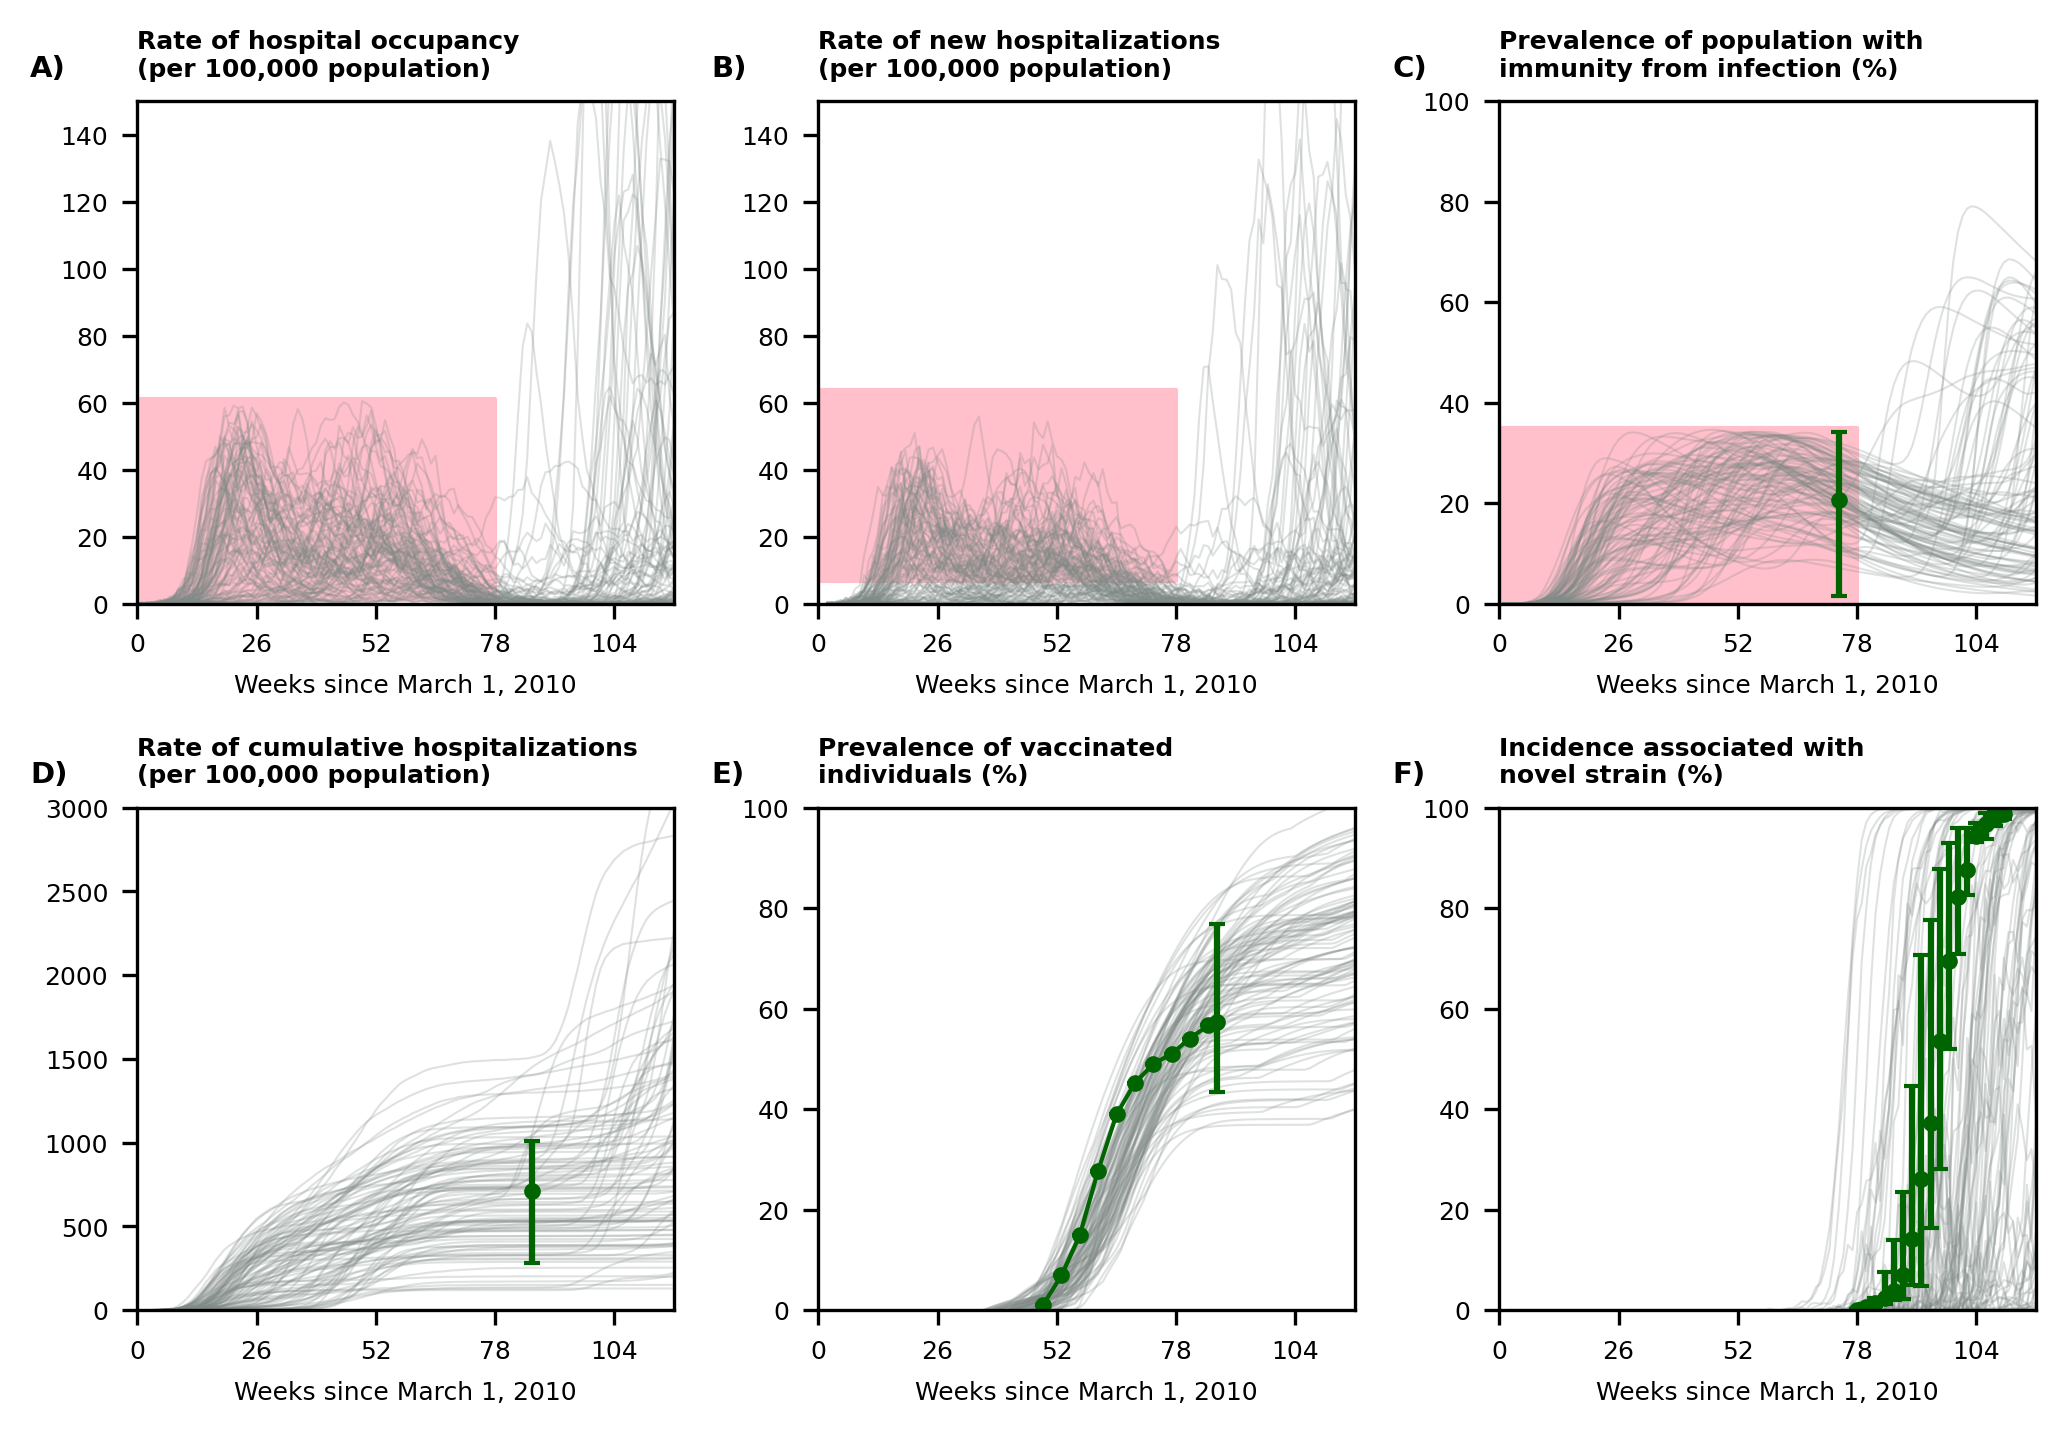 A)
Rate of hospital occupancy
(per 100,000 population)
140
120
100
80
60
40
20
0
0 26 52 78 104
Weeks since March 1, 2010
B)
Rate of new hospitalizations
(per 100,000 population)
140
120
100
80
60
40
20
0
0 26 52 78 104
Weeks since March 1, 2010
C)
Prevalence of population with
immunity from infection (%)
100
80
60
40
20
0
0 26 52 78 104
Weeks since March 1, 2010
D)
Rate of cumulative hospitalizations
(per 100,000 population)
3000
2500
2000
1500
1000
500
0
0 26 52 78 104
Weeks since March 1, 2010
E)
Prevalence of vaccinated
individuals (%)
100
80
60
40
20
0
0 26 52 78 104
Weeks since March 1, 2010
F)
Incidence associated with
novel strain (%)
100
80
60
40
20
0
0 26 52 78 104
Weeks since March 1, 2010